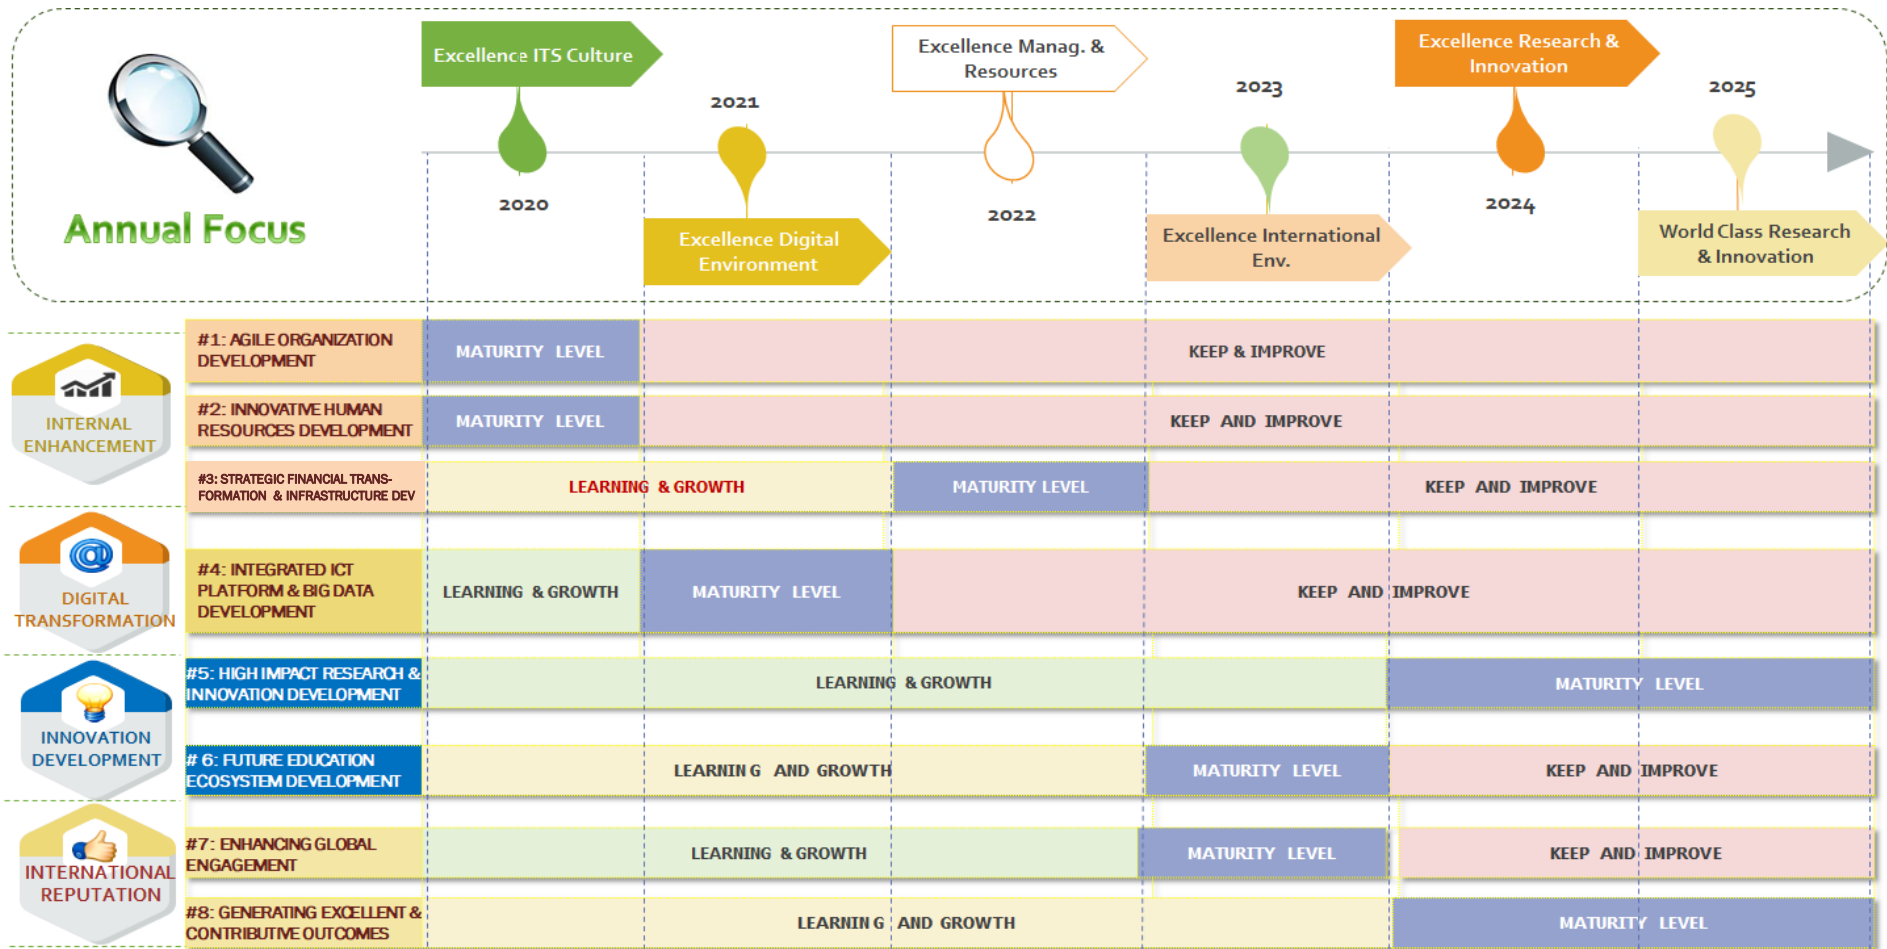 Annual Focus
Excellence ITS Culture
2020
2021
Excellence Digital
Environment
Excellence Manag. &
Resources
2022
2023
Excellence International
Env.
Excellence Research &
Innovation
2024
2025
World Class Research
& Innovation
INTERNAL
ENHANCEMENT
#1: AGILE ORGANIZATION
DEVELOPMENT
MATURITY LEVEL
KEEP & IMPROVE
#2: INNOVATIVE HUMAN
RESOURCES DEVELOPMENT
MATURITY LEVEL
KEEP AND IMPROVE
#3: STRATEGIC FINANCIAL TRANS-
FORMATION & INFRASTRUCTURE DEV
LEARNING & GROWTH
MATURITY LEVEL
KEEP AND IMPROVE
DIGITAL
TRANSFORMATION
#4: INTEGRATED ICT
PLATFORM & BIG DATA
DEVELOPMENT
LEARNING & GROWTH
MATURITY LEVEL
KEEP AND IMPROVE
INNOVATION
DEVELOPMENT
#5: HIGH IMPACT RESEARCH &
INNOVATION DEVELOPMENT
LEARNING & GROWTH
MATURITY LEVEL
# 6: FUTURE EDUCATION
ECOSYSTEM DEVELOPMENT
LEARNING AND GROWTH
MATURITY LEVEL
KEEP AND IMPROVE
INTERNATIONAL
REPUTATION
#7: ENHANCING GLOBAL
ENGAGEMENT
LEARNING & GROWTH
MATURITY LEVEL
KEEP AND IMPROVE
#8: GENERATING EXCELLENT &
CONTRIBUTIVE OUTCOMES
LEARNING AND GROWTH
MATURITY LEVEL